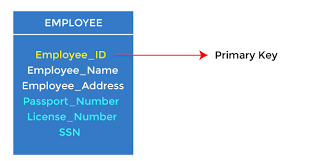 EMPLOYEE
Employee_ID
Primary Key
Employee_Name
Employee_Address
Passport_Number
License_Number
SSN